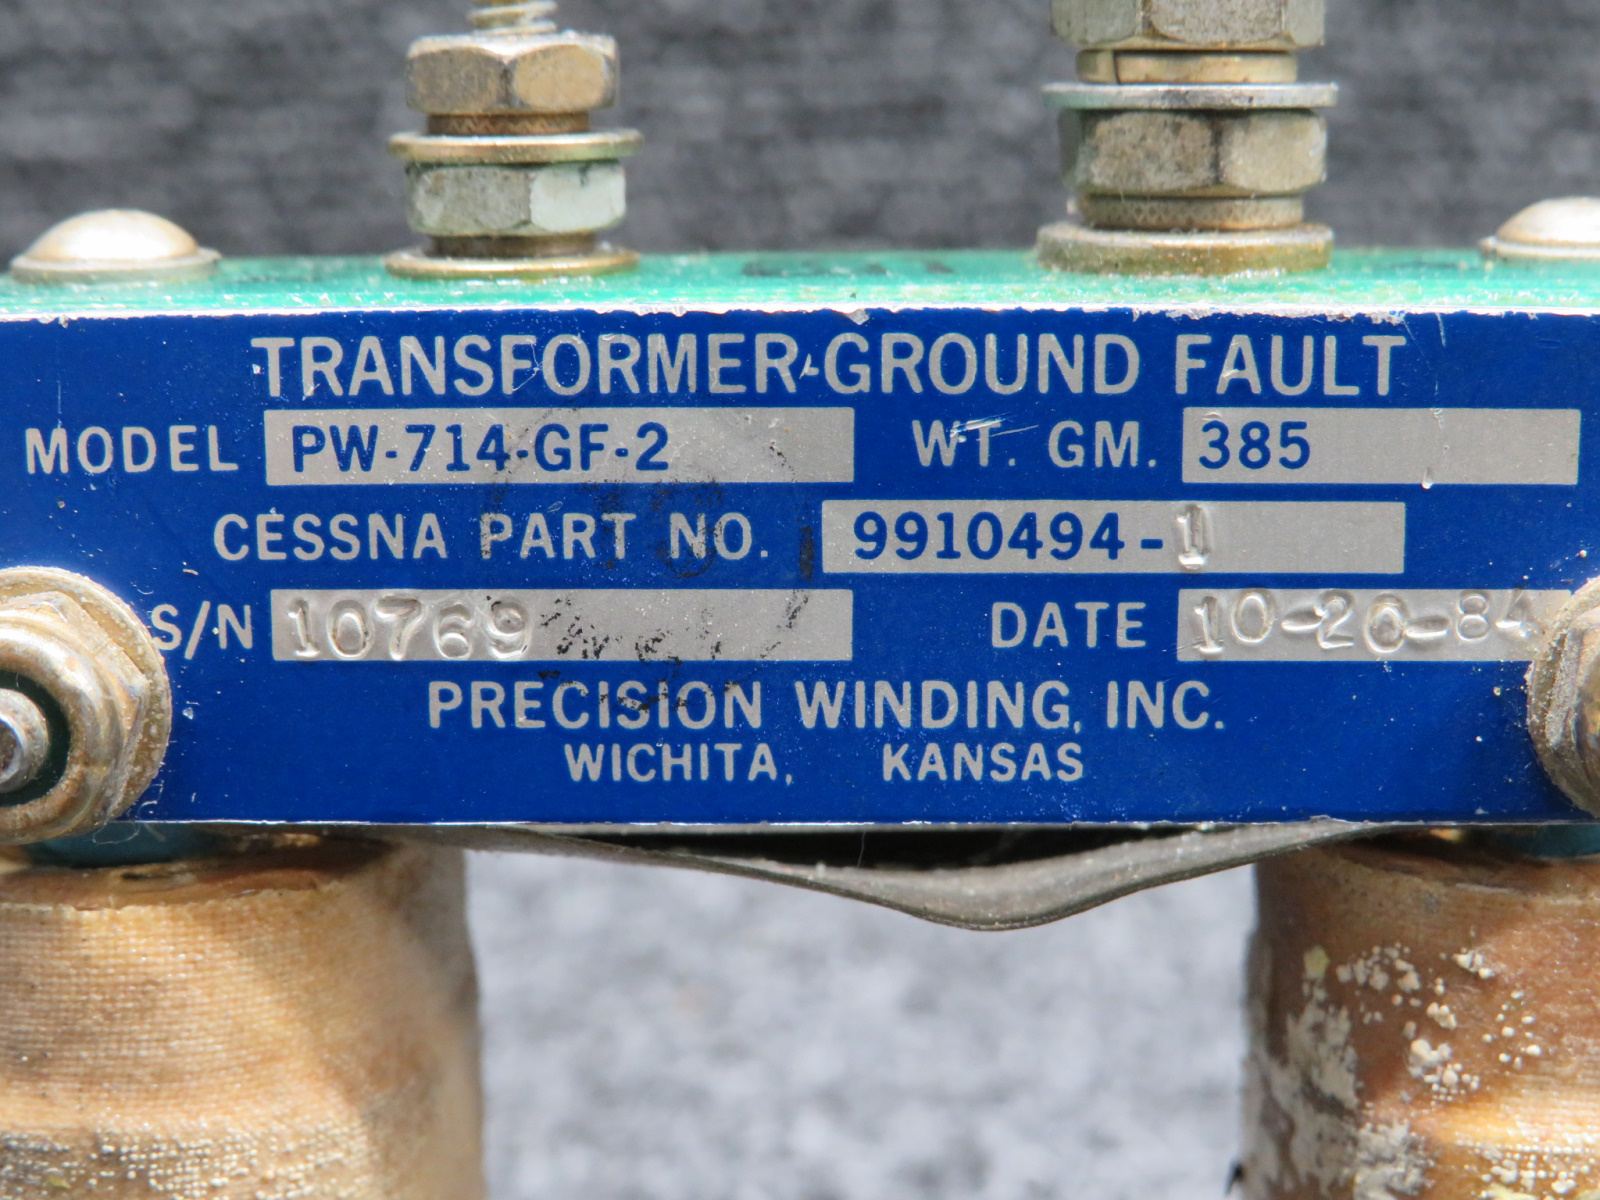 TRANSFORMER-GROUND FAULT
MODEL PW-714-GF-2 WT. GM. 385
CESSNA PART NO. 9910494-1
S/N 10769 DATE 10-20-84
PRECISION WINDING, INC.
WICHITA, KANSAS